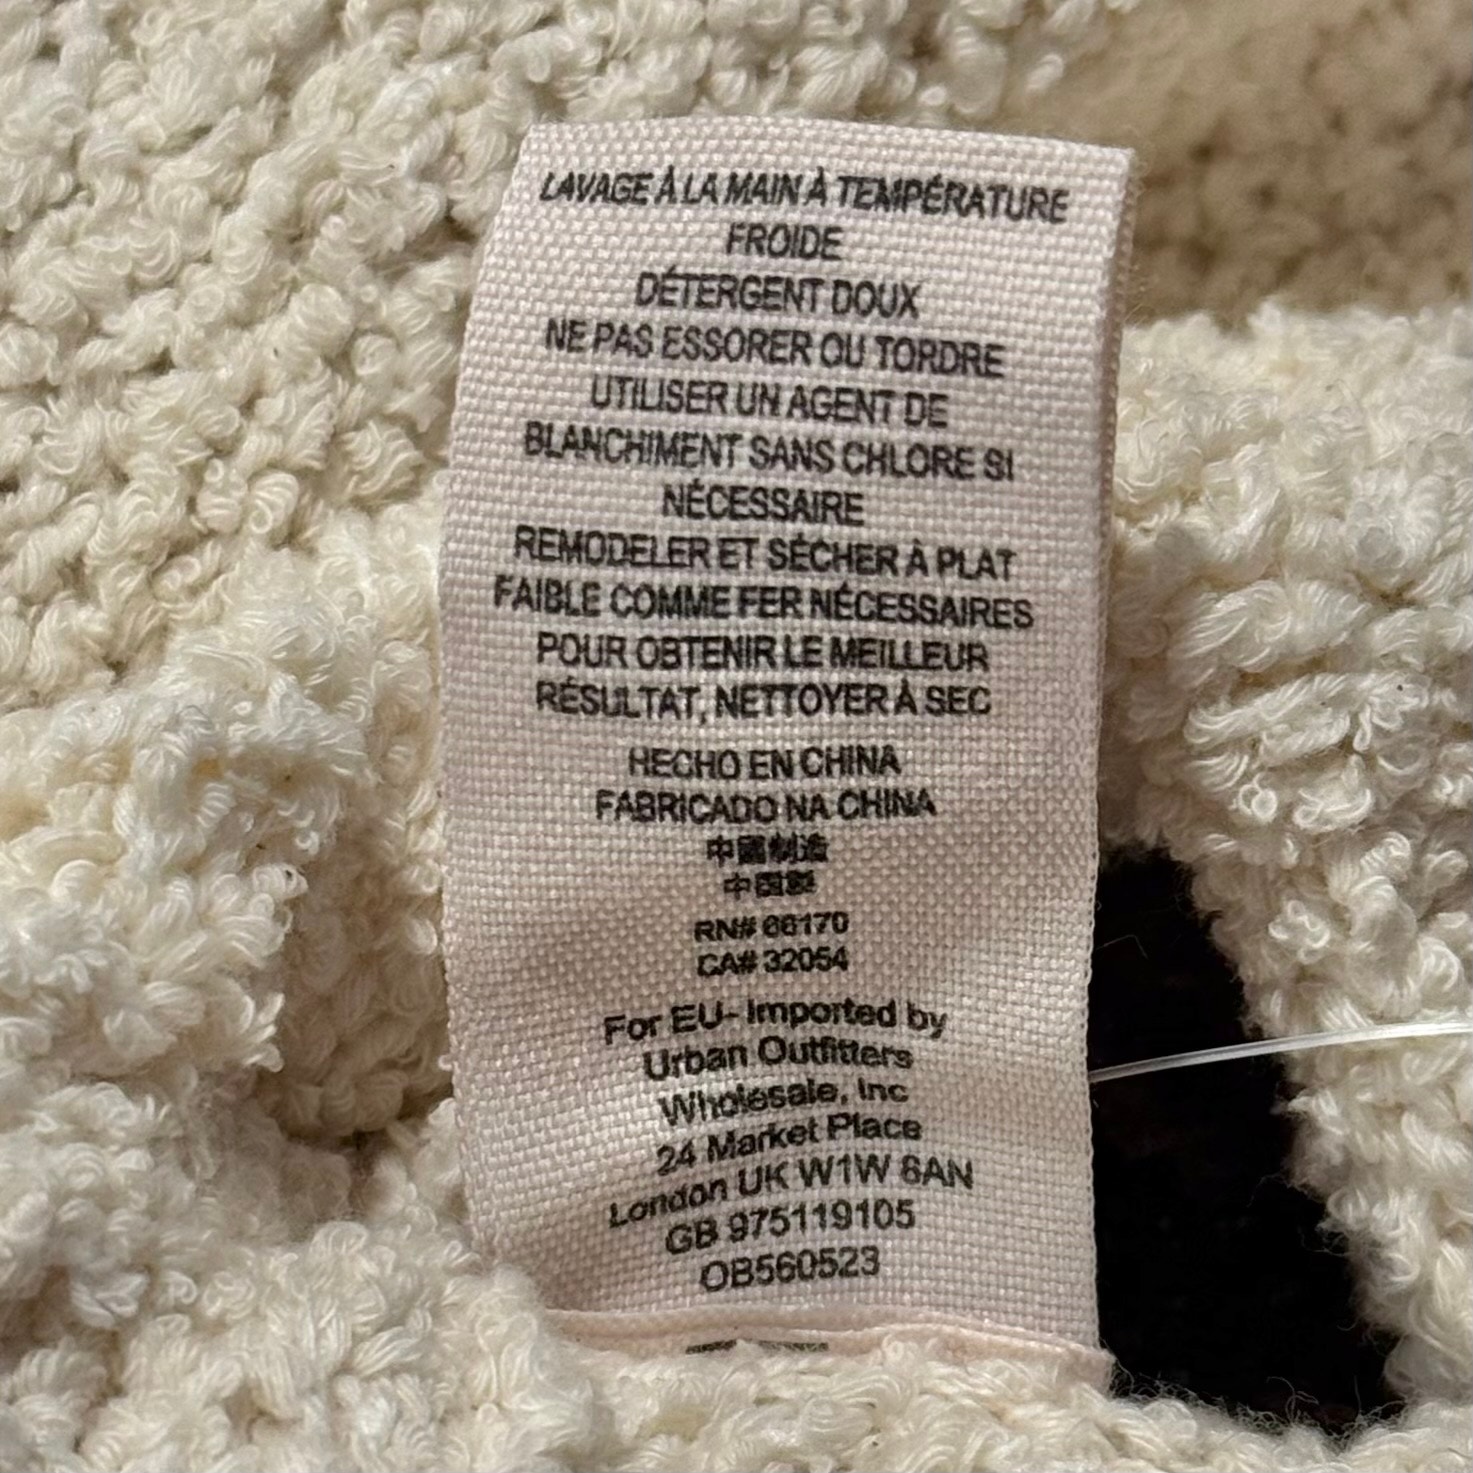 LAVAGE À LA MAIN À TEMPÉRATURE
FROIDE
DÉTERGENT DOUX
NE PAS ESSORER OU TORDRE
UTILISER UN AGENT DE
BLANCHIMENT SANS CHLORE SI
NÉCESSAIRE
REMODELER ET SÉCHER À PLAT
FAIBLE COMME FER NÉCESSAIRES
POUR OBTENIR LE MEILLEUR
RÉSULTAT, NETTOYER À SEC
HECHO EN CHINA
FABRICADO NA CHINA
中國制造
中国製
RN# 66170
CA# 32054
For EU- Imported by
Urban Outfitters
Wholesale, Inc
24 Market Place
London UK W1W 8AN
GB 975119105
OB560523